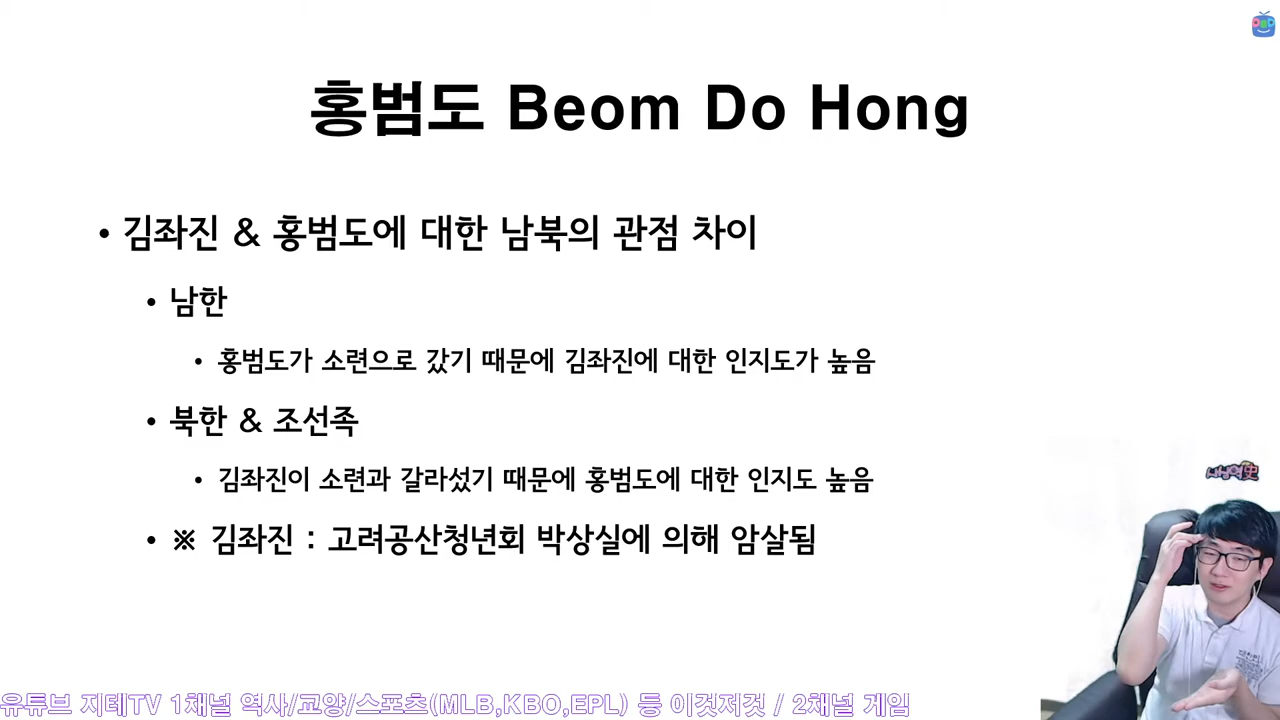 홍범도 Beom Do Hong
• 김좌진 & 홍범도에 대한 남북의 관점 차이
• 남한
• 홍범도가 소련으로 갔기 때문에 김좌진에 대한 인지도가 높음
• 북한 & 조선족
• 김좌진이 소련과 갈라섰기 때문에 홍범도에 대한 인지도 높음
• ※ 김좌진 : 고려공산청년회 박상실에 의해 암살됨
유튜브 지테TV 1채널 역사/교양/스포츠(MLB,KBO,EPL) 등 이것저것 / 2채널 게임